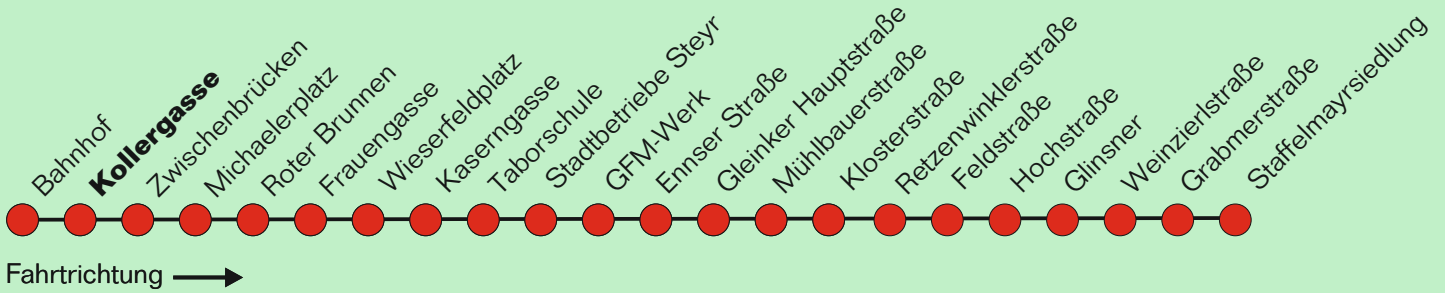 Bahnhof
Kollergasse
Zwischenbrücken
Michaelerplatz
Roter Brunnen
Frauengasse
Wieserfeldplatz
Kaserngasse
Taborschule
Stadtbetriebe Steyr
GFM-Werk
Ennser Straße
Gleinker Hauptstraße
Mühlbauerstraße
Klosterstraße
Retzenwinklerstraße
Feldstraße
Hochstraße
Glinsner
Weinzierlstraße
Grabmerstraße
Staffelmayrsiedlung
Fahrtrichtung